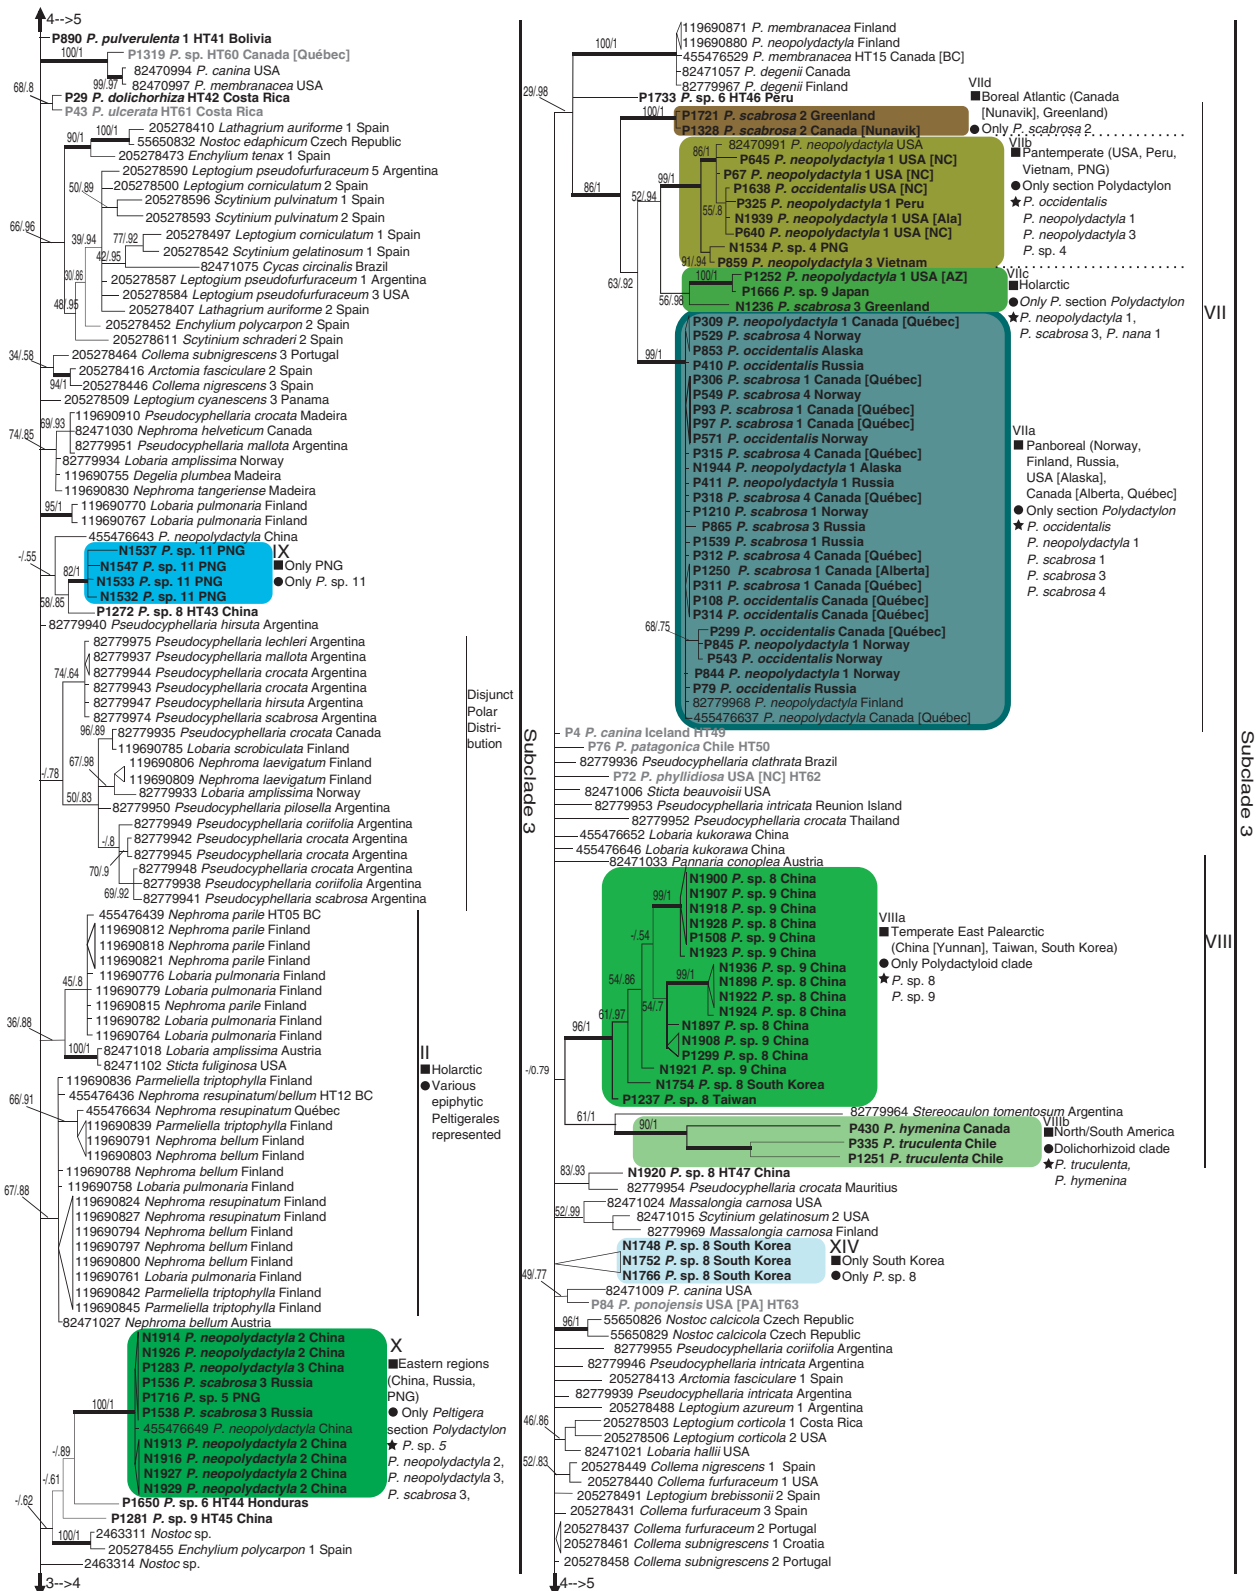 4-->5
P890 P. pulverulenta 1 HT41 Bolivia
100/1
P1319 P. sp. HT60 Canada [Québec]
82470994 P. canina USA
99/.97
82470997 P. membranacea USA
68/.8
P29 P. dolichorhiza HT42 Costa Rica
P43 P. ulcerata HT61 Costa Rica
205278410 Lathagrium auriforme 1 Spain
100/1
90/1
55650832 Nostoc edaphicum Czech Republic
205278473 Enchylium tenax 1 Spain
205278590 Leptogium pseudofurfuraceum 5 Argentina
50/.89
205278500 Leptogium corniculatum 2 Spain
205278596 Scytinium pulvinatum 1 Spain
205278593 Scytinium pulvinatum 2 Spain
66/.96
39/.94
77/.92
205278497 Leptogium corniculatum 1 Spain
205278542 Scytinium gelatinosum 1 Spain
42/.95
82471075 Cycas circinalis Brazil
30/.86
205278587 Leptogium pseudofurfuraceum 1 Argentina
205278584 Leptogium pseudofurfuraceum 3 USA
48/.95
205278407 Lathagrium auriforme 2 Spain
205278452 Enchylium polycarpon 2 Spain
205278611 Scytinium schraderi 2 Spain
34/.58
205278464 Collema subnigrescens 3 Portugal
205278416 Arctomia fasciculare 2 Spain
94/1
205278446 Collema nigrescens 3 Spain
205278509 Leptogium cyanescens 3 Panama
119690910 Pseudocyphellaria crocata Madeira
69/.93
82471030 Nephroma helveticum Canada
74/.85
82779951 Pseudocyphellaria mallota Argentina
82779934 Lobaria amplissima Norway
119690755 Degelia plumbea Madeira
119690830 Nephroma tangeriense Madeira
95/1
119690770 Lobaria pulmonaria Finland
119690767 Lobaria pulmonaria Finland
455476643 P. neopolydactyla China
-/.55
N1537 P. sp. 11 PNG
82/1
N1547 P. sp. 11 PNG
N1533 P. sp. 11 PNG
N1532 P. sp. 11 PNG
58/.85
P1272 P. sp. 8 HT43 China
IX
■Only PNG
●Only P. sp. 11
82779940 Pseudocyphellaria hirsuta Argentina
82779975 Pseudocyphellaria lechleri Argentina
82779937 Pseudocyphellaria mallota Argentina
74/.64
82779944 Pseudocyphellaria crocata Argentina
82779943 Pseudocyphellaria crocata Argentina
82779947 Pseudocyphellaria hirsuta Argentina
82779974 Pseudocyphellaria scabrosa Argentina
96/.89
82779935 Pseudocyphellaria crocata Canada
119690785 Lobaria scrobiculata Finland
67/.98
119690806 Nephroma laevigatum Finland
-/.78
119690809 Nephroma laevigatum Finland
82779933 Lobaria amplissima Norway
50/.83
82779950 Pseudocyphellaria pilosella Argentina
82779949 Pseudocyphellaria coriifolia Argentina
-/.8
82779942 Pseudocyphellaria crocata Argentina
82779945 Pseudocyphellaria crocata Argentina
70/.9
82779948 Pseudocyphellaria crocata Argentina
82779938 Pseudocyphellaria coriifolia Argentina
69/.92
82779941 Pseudocyphellaria scabrosa Argentina
Disjunct
Polar
Distri-
bution
455476439 Nephroma parile HT05 BC
119690812 Nephroma parile Finland
119690818 Nephroma parile Finland
119690821 Nephroma parile Finland
119690776 Lobaria pulmonaria Finland
45/.8
119690779 Lobaria pulmonaria Finland
119690815 Nephroma parile Finland
119690782 Lobaria pulmonaria Finland
36/.88
119690764 Lobaria pulmonaria Finland
82471018 Lobaria amplissima Austria
100/1
82471102 Sticta fuliginosa USA
119690836 Parmeliella triptophylla Finland
66/.91
455476436 Nephroma resupinatum/bellum HT12 BC
455476634 Nephroma resupinatum Québec
119690839 Parmeliella triptophylla Finland
119690791 Nephroma bellum Finland
119690803 Nephroma bellum Finland
119690788 Nephroma bellum Finland
67/.88
119690758 Lobaria pulmonaria Finland
119690824 Nephroma resupinatum Finland
119690827 Nephroma resupinatum Finland
119690794 Nephroma bellum Finland
119690797 Nephroma bellum Finland
119690800 Nephroma bellum Finland
119690761 Lobaria pulmonaria Finland
119690842 Parmeliella triptophylla Finland
119690845 Parmeliella triptophylla Finland
82471027 Nephroma bellum Austria
II
■Holarctic
●Various
epiphytic
Peltigerales
represented
N1914 P. neopolydactyla 2 China
N1926 P. neopolydactyla 2 China
P1283 P. neopolydactyla 3 China
P1536 P. scabrosa 3 Russia
P1716 P. sp. 5 PNG
100/1
P1538 P. scabrosa 3 Russia
455476649 P. neopolydactyla China
N1913 P. neopolydactyla 2 China
-/.89
N1916 P. neopolydactyla 2 China
N1927 P. neopolydactyla 2 China
-/.61
N1929 P. neopolydactyla 2 China
X
■Eastern regions
(China, Russia,
PNG)
● Only Peltigera
section Polydactylon
★ P. sp. 5
P. neopolydactyla 2,
P. neopolydactyla 3,
P. scabrosa 3,
-/.62
P1650 P. sp. 6 HT44 Honduras
P1281 P. sp. 9 HT45 China
100/1
2463311 Nostoc sp.
205278455 Enchylium polycarpon 1 Spain
2463314 Nostoc sp.
3-->4
Subclade 3
119690871 P. membranacea Finland
119690880 P. neopolydactyla Finland
100/1
455476529 P. membranacea HT15 Canada [BC]
82471057 P. degenii Canada
82779967 P. degenii Finland
29/.98
P1733 P. sp. 6 HT46 Peru
100/1
P1721 P. scabrosa 2 Greenland
P1328 P. scabrosa 2 Canada [Nunavik]
VIId
■Boreal Atlantic (Canada
[Nunavik], Greenland)
●Only P. scabrosa 2
82470991 P. neopolydactyla USA
86/1
P645 P. neopolydactyla 1 USA [NC]
99/1
P67 P. neopolydactyla 1 USA [NC]
P1638 P. occidentalis USA [NC]
86/1
52/.94
P325 P. neopolydactyla 1 Peru
55/.8
N1939 P. neopolydactyla 1 USA [Ala]
P640 P. neopolydactyla 1 USA [NC]
N1534 P. sp. 4 PNG
91/.94
P859 P. neopolydactyla 3 Vietnam
VIIb
■Pantemperate (USA, Peru,
Vietnam, PNG)
●Only section Polydactylon
★P. occidentalis
P. neopolydactyla 1
P. neopolydactyla 3
P. sp. 4
63/.92
100/1
P1252 P. neopolydactyla 1 USA [AZ]
P1666 P. sp. 9 Japan
56/.98
N1236 P. scabrosa 3 Greenland
VIIc
■Holarctic
●Only P. section Polydactylon
★P. neopolydactyla 1,
P. scabrosa 3, P. nana 1
VII
P309 P. neopolydactyla 1 Canada [Québec]
P529 P. scabrosa 4 Norway
99/1
P853 P. occidentalis Alaska
P410 P. occidentalis Russia
P306 P. scabrosa 1 Canada [Québec]
P549 P. scabrosa 4 Norway
P93 P. scabrosa 1 Canada [Québec]
P97 P. scabrosa 1 Canada [Québec]
P571 P. occidentalis Norway
P315 P. scabrosa 4 Canada [Québec]
N1944 P. neopolydactyla 1 Alaska
P411 P. neopolydactyla 1 Russia
P318 P. scabrosa 4 Canada [Québec]
P1210 P. scabrosa 1 Norway
P865 P. scabrosa 3 Russia
P1539 P. scabrosa 1 Russia
P312 P. scabrosa 4 Canada [Québec]
P1250 P. scabrosa 1 Canada [Alberta]
P311 P. scabrosa 1 Canada [Québec]
P108 P. occidentalis Canada [Québec]
P314 P. occidentalis Canada [Québec]
68/.75
P299 P. occidentalis Canada [Québec]
P845 P. neopolydactyla 1 Norway
P543 P. occidentalis Norway
P844 P. neopolydactyla 1 Norway
P79 P. occidentalis Russia
82779968 P. neopolydactyla Finland
455476637 P. neopolydactyla Canada [Québec]
VIIa
■Panboreal (Norway,
Finland, Russia,
USA [Alaska],
Canada [Alberta, Québec]
●Only section Polydactylon
★P. occidentalis
P. neopolydactyla 1
P. scabrosa 1
P. scabrosa 3
P. scabrosa 4
P4 P. canina Iceland HT49
P76 P. patagonica Chile HT50
82779936 Pseudocyphellaria clathrata Brazil
P72 P. phyllidiosa USA [NC] HT62
82471006 Sticta beauvoisii USA
82779953 Pseudocyphellaria intricata Reunion Island
82779952 Pseudocyphellaria crocata Thailand
455476652 Lobaria kukorawa China
455476646 Lobaria kukorawa China
82471033 Pannaria conoplea Austria
N1900 P. sp. 8 China
99/1
N1907 P. sp. 9 China
N1918 P. sp. 9 China
N1928 P. sp. 8 China
-/.54
P1508 P. sp. 9 China
N1923 P. sp. 9 China
54/.86
99/1
N1936 P. sp. 9 China
N1898 P. sp. 8 China
54/.7
N1922 P. sp. 8 China
61/.97
N1924 P. sp. 8 China
N1897 P. sp. 8 China
96/1
N1908 P. sp. 9 China
P1299 P. sp. 8 China
N1921 P. sp. 9 China
-/0.79
N1754 P. sp. 8 South Korea
P1237 P. sp. 8 Taiwan
VIIIa
■Temperate East Palearctic
(China [Yunnan], Taiwan, South Korea)
●Only Polydactyloid clade
★P. sp. 8
P. sp. 9
VIII
61/1
82779964 Stereocaulon tomentosum Argentina
90/1
P430 P. hymenina Canada
P335 P. truculenta Chile
P1251 P. truculenta Chile
VIIIb
■North/South America
●Dolichorhizoid clade
★P. truculenta,
P. hymenina
83/.93
N1920 P. sp. 8 HT47 China
82779954 Pseudocyphellaria crocata Mauritius
52/.99
82471024 Massalongia carnosa USA
82471015 Scytinium gelatinosum 2 USA
82779969 Massalongia carnosa Finland
N1748 P. sp. 8 South Korea
N1752 P. sp. 8 South Korea
N1766 P. sp. 8 South Korea
XIV
■Only South Korea
●Only P. sp. 8
49/.77
82471009 P. canina USA
P84 P. ponojensis USA [PA] HT63
96/1
55650826 Nostoc calcicola Czech Republic
55650829 Nostoc calcicola Czech Republic
82779955 Pseudocyphellaria coriifolia Argentina
82779946 Pseudocyphellaria intricata Argentina
205278413 Arctomia fasciculare 1 Spain
82779939 Pseudocyphellaria intricata Argentina
205278488 Leptogium azureum 1 Argentina
46/.86
205278503 Leptogium corticola 1 Costa Rica
205278506 Leptogium corticola 2 USA
82471021 Lobaria hallii USA
52/.83
205278449 Collema nigrescens 1 Spain
205278440 Collema furfuraceum 1 USA
205278491 Leptogium brebissonii 2 Spain
205278431 Collema furfuraceum 3 Spain
205278437 Collema furfuraceum 2 Portugal
205278461 Collema subnigrescens 1 Croatia
205278458 Collema subnigrescens 2 Portugal
4-->5
Subclade 3